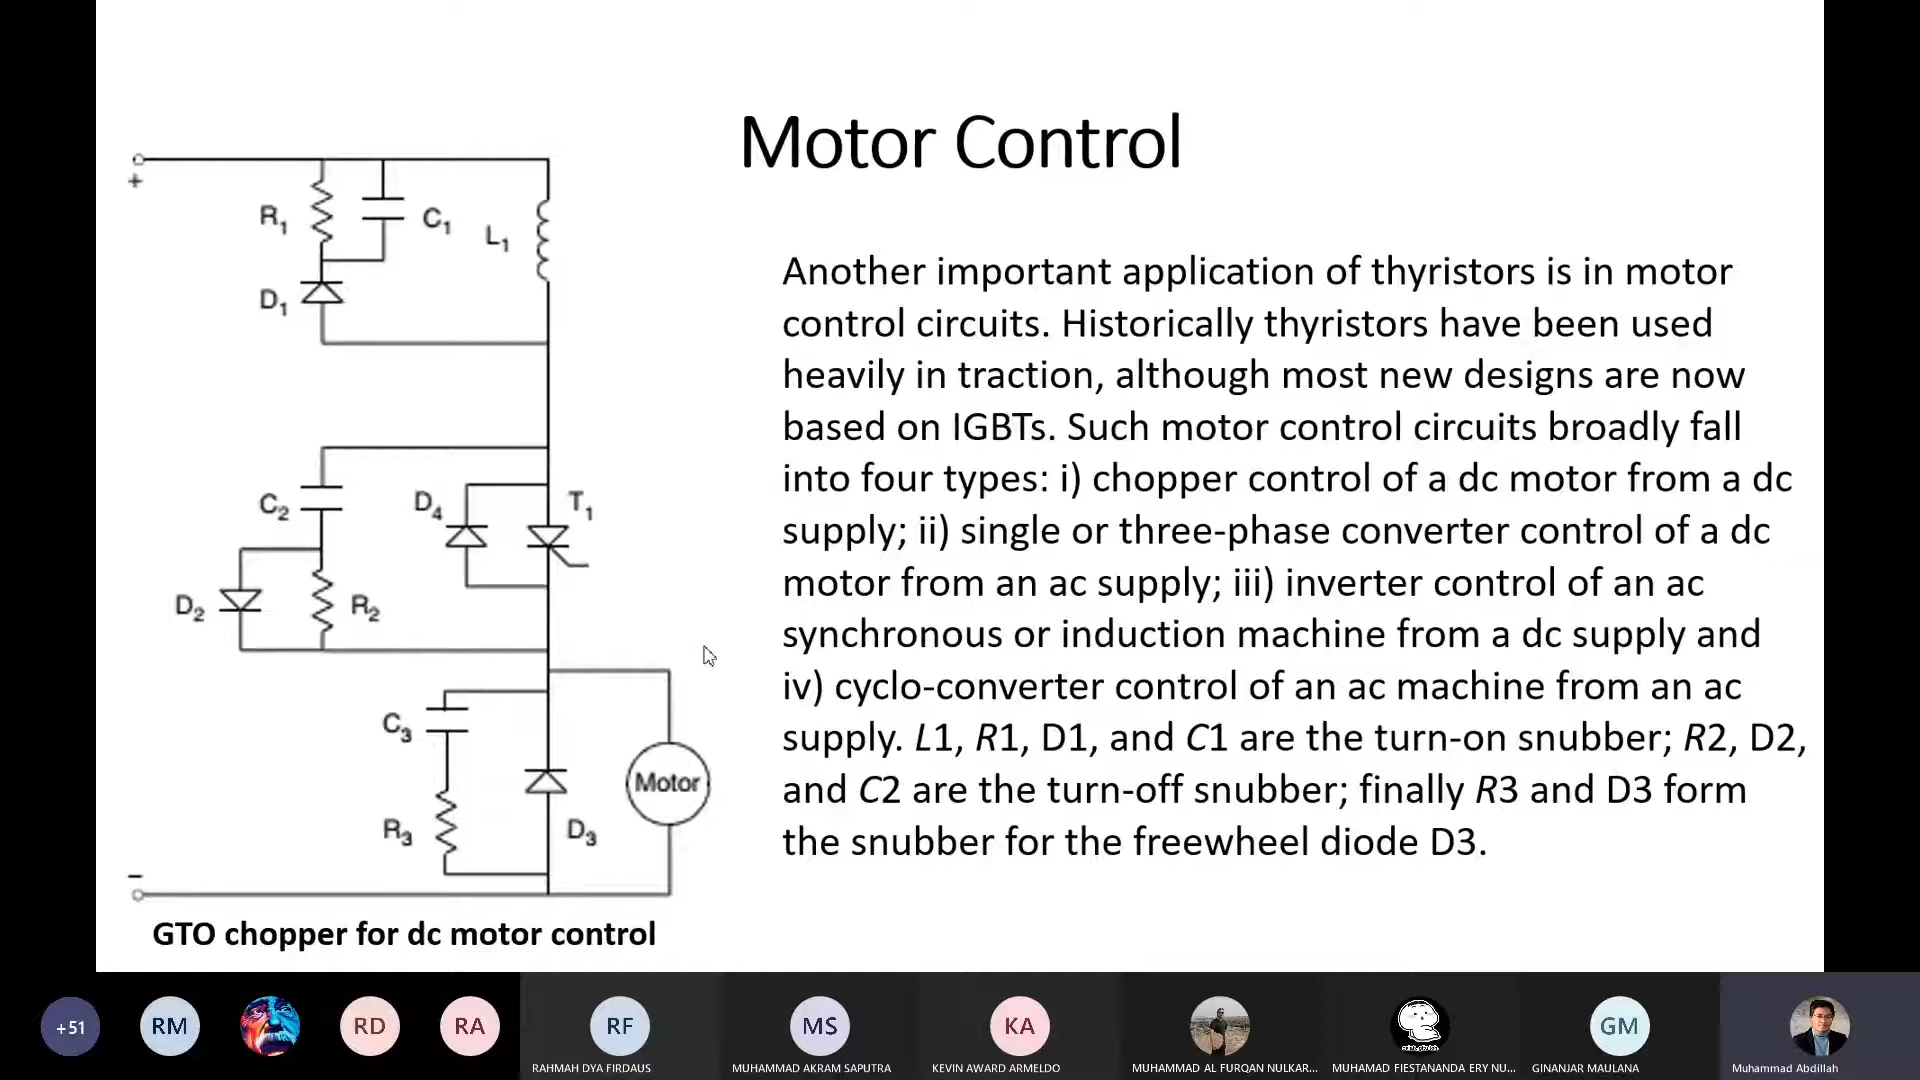 Motor Control
+
R1
C1
L1
D1
C2
D4
T1
D2
R2
C3
Motor
R3
D3
−
GTO chopper for dc motor control
Another important application of thyristors is in motor
control circuits. Historically thyristors have been used
heavily in traction, although most new designs are now
based on IGBTs. Such motor control circuits broadly fall
into four types: i) chopper control of a dc motor from a dc
supply; ii) single or three-phase converter control of a dc
motor from an ac supply; iii) inverter control of an ac
synchronous or induction machine from a dc supply and
iv) cyclo-converter control of an ac machine from an ac
supply. L1, R1, D1, and C1 are the turn-on snubber; R2, D2,
and C2 are the turn-off snubber; finally R3 and D3 form
the snubber for the freewheel diode D3.
+51
RM
RD
RA
RF
MS
KA
GM
RAHMAH DYA FIRDAUS
MUHAMMAD AKRAM SAPUTRA
KEVIN AWARD ARMELDO
MUHAMMAD AL FURQAN NULKAR...
MUHAMAD FIESTANANDA ERY NU...
GINANJAR MAULANA
Muhammad Abdillah